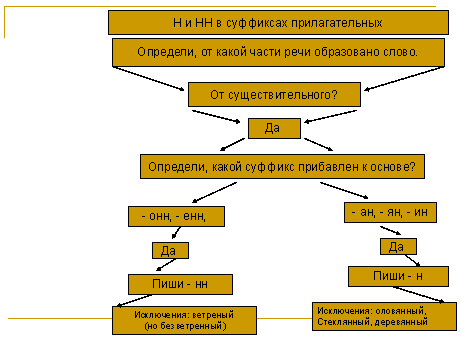 Н и НН в суффиксах прилагательных
Определи, от какой части речи образовано слово.
От существительного?
Да
Определи, какой суффикс прибавлен к основе?
- онн, - енн,
- ан, - ян, - ин
Да
Да
Пиши - нн
Пиши - н
Исключения: ветреный
(но безветренный)
Исключения: оловянный,
Стеклянный, деревянный